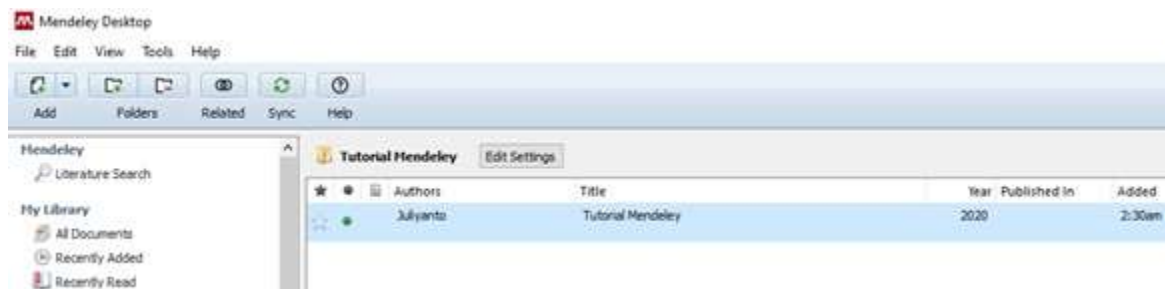 Mendeley Desktop
File Edit View Tools Help
Add Folders Related Sync Help
Mendeley
Literature Search
My Library
All Documents
Recently Added
Recently Read
Tutorial Mendeley Edit Settings
Authors Title Year Published In Added
Juliyanto Tutorial Mendeley 2020 2:30am